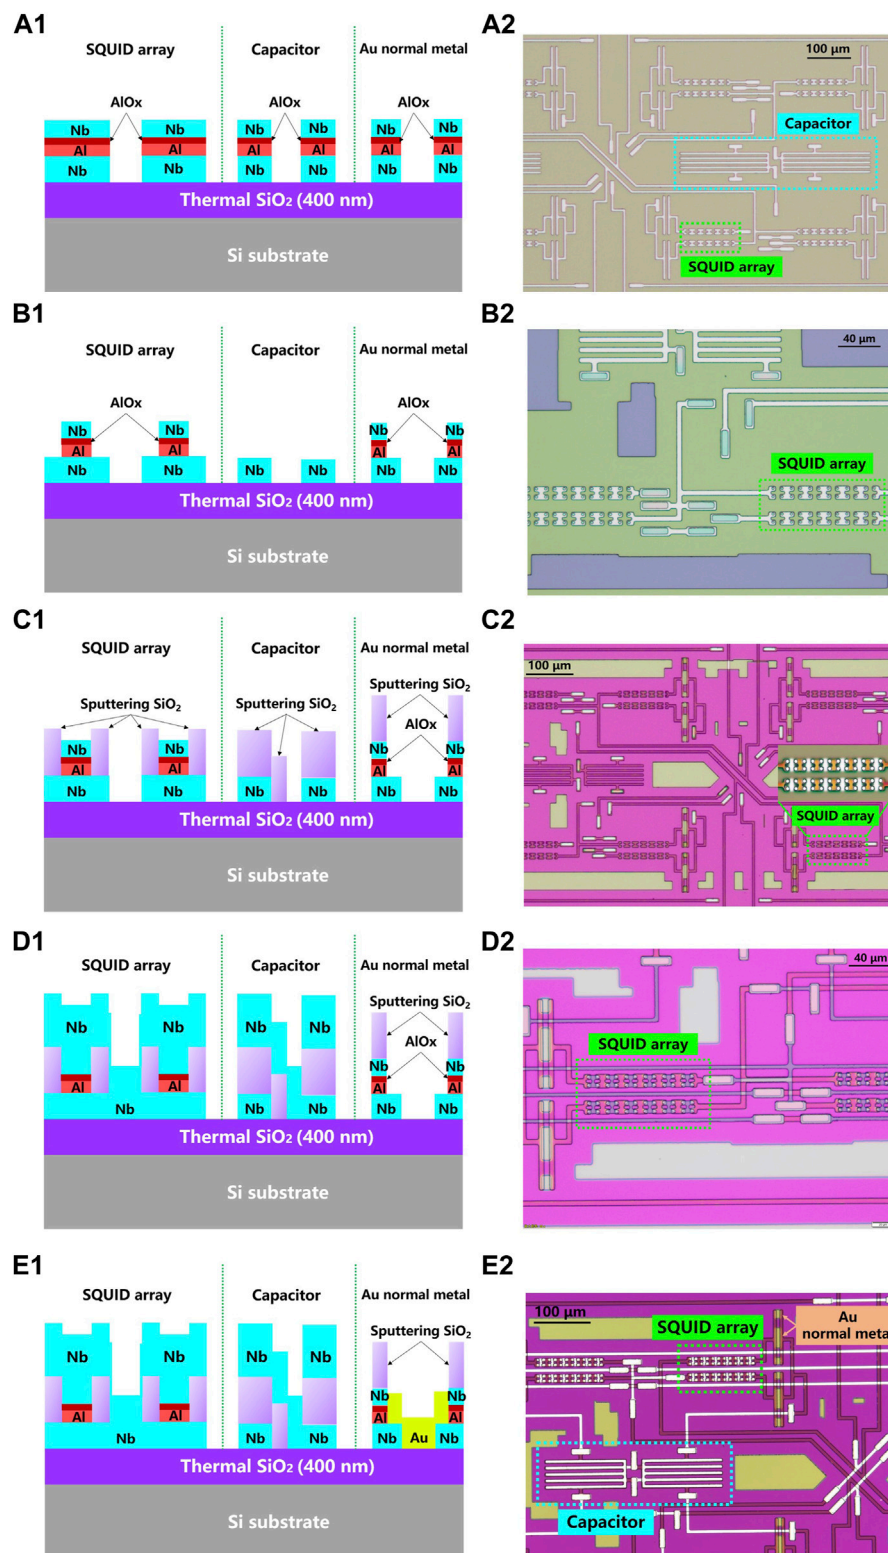 A1
SQUID array
Capacitor
Au normal metal
AlOx
AlOx
AlOx
Nb
Nb
Nb
Nb
Nb
Nb
Al
Al
Al
Al
Al
Al
Nb
Nb
Nb
Nb
Nb
Nb
Thermal SiO2 (400 nm)
Si substrate
A2
100 μm
Capacitor
SQUID array
B1
SQUID array
Capacitor
Au normal metal
AlOx
AlOx
Nb
Nb
Nb
Nb
Al
Al
Al
Al
Nb
Nb
Nb
Nb
Nb
Nb
Thermal SiO2 (400 nm)
Si substrate
B2
40 μm
SQUID array
C1
SQUID array
Capacitor
Au normal metal
Sputtering SiO2
Sputtering SiO2
Sputtering SiO2
AlOx
Nb
Nb
Nb
Nb
Al
Al
Al
Al
Nb
Nb
Nb
Nb
Nb
Nb
Thermal SiO2 (400 nm)
Si substrate
C2
100 μm
SQUID array
D1
SQUID array
Capacitor
Au normal metal
Sputtering SiO2
AlOx
Nb
Nb
Nb
Nb
Nb
Nb
Al
Al
Al
Al
Nb
Nb
Nb
Nb
Nb
Thermal SiO2 (400 nm)
Si substrate
D2
40 μm
SQUID array
E1
SQUID array
Capacitor
Au normal metal
Sputtering SiO2
Nb
Nb
Nb
Nb
Nb
Nb
Al
Al
Al
Al
Nb
Nb
Nb
Nb
Au
Nb
Thermal SiO2 (400 nm)
Si substrate
E2
100 μm
SQUID array
Au
normal meta
Capacitor